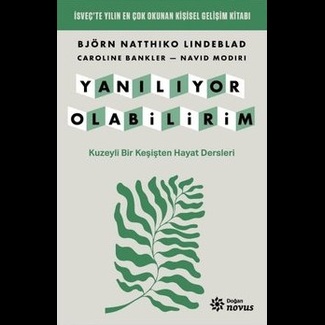 İSVEÇ'TE YILIN EN ÇOK OKUNAN KİŞİSEL GELİŞİM KİTABI
BJÖRN NATTHIKO LINDEBLAD
CAROLINE BANKLER — NAVID MODIRI
YANILIYOR
OLABİLİRİM
Kuzeyli Bir Keşişten Hayat Dersleri
Doğan
novus